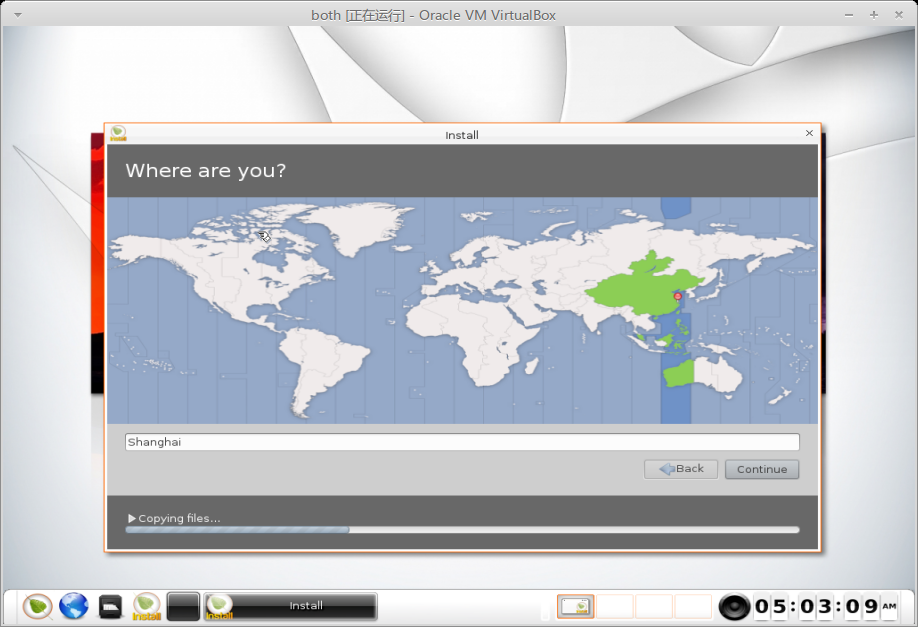 both [正在运行] - Oracle VM VirtualBox
Install
Where are you?
Shanghai
Back
Continue
Copying files...
Install
Install
Install
05:03:09 AM